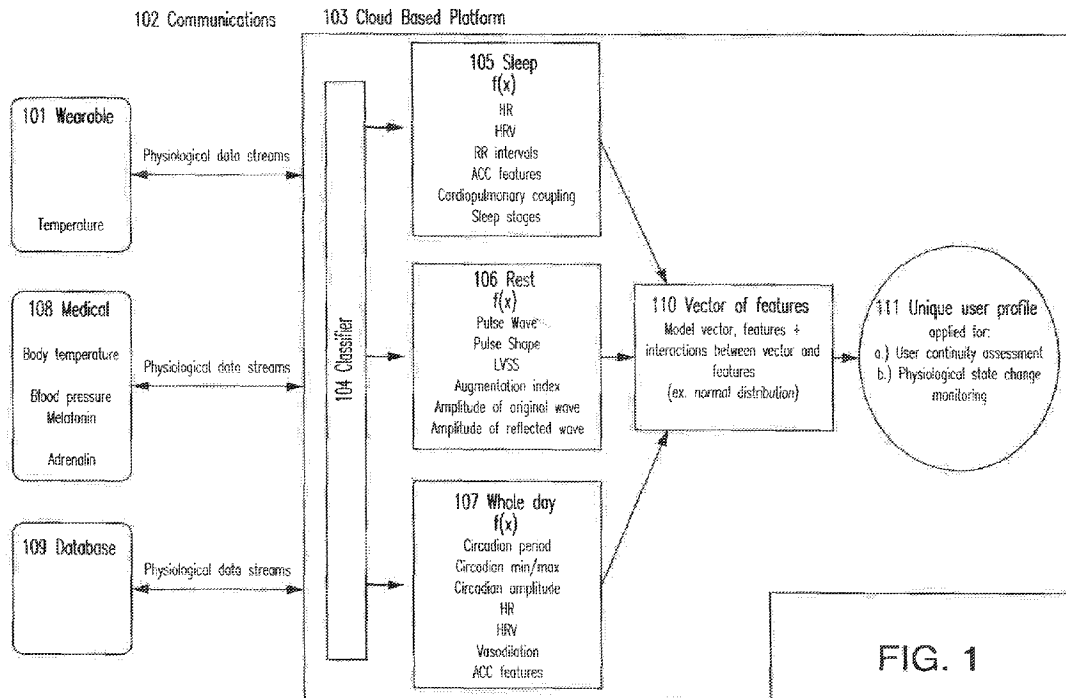 102 Communications
103 Cloud Based Platform
101 Wearable
Temperature
Physiological data streams
108 Medical
Body temperature
Blood pressure
Melatonin
Adrenalin
Physiological data streams
109 Database
Physiological data streams
104 Classifier
105 Sleep
f(x)
HR
HRV
RR intervals
ACC features
Cardiopulmonary coupling
Sleep stages
106 Rest
f(x)
Pulse Wave
Pulse Shape
LVSS
Augmentation index
Amplitude of original wave
Amplitude of reflected wave
107 Whole day
f(x)
Circadian period
Circadian min/max
Circadian amplitude
HR
HRV
Vasodilation
ACC features
110 Vector of features
Model vector, features +
interactions between vector and
features
(ex. normal distribution)
111 Unique user profile
applied for:
a.) User continuity assessment
b.) Physiological state change
monitoring
FIG. 1